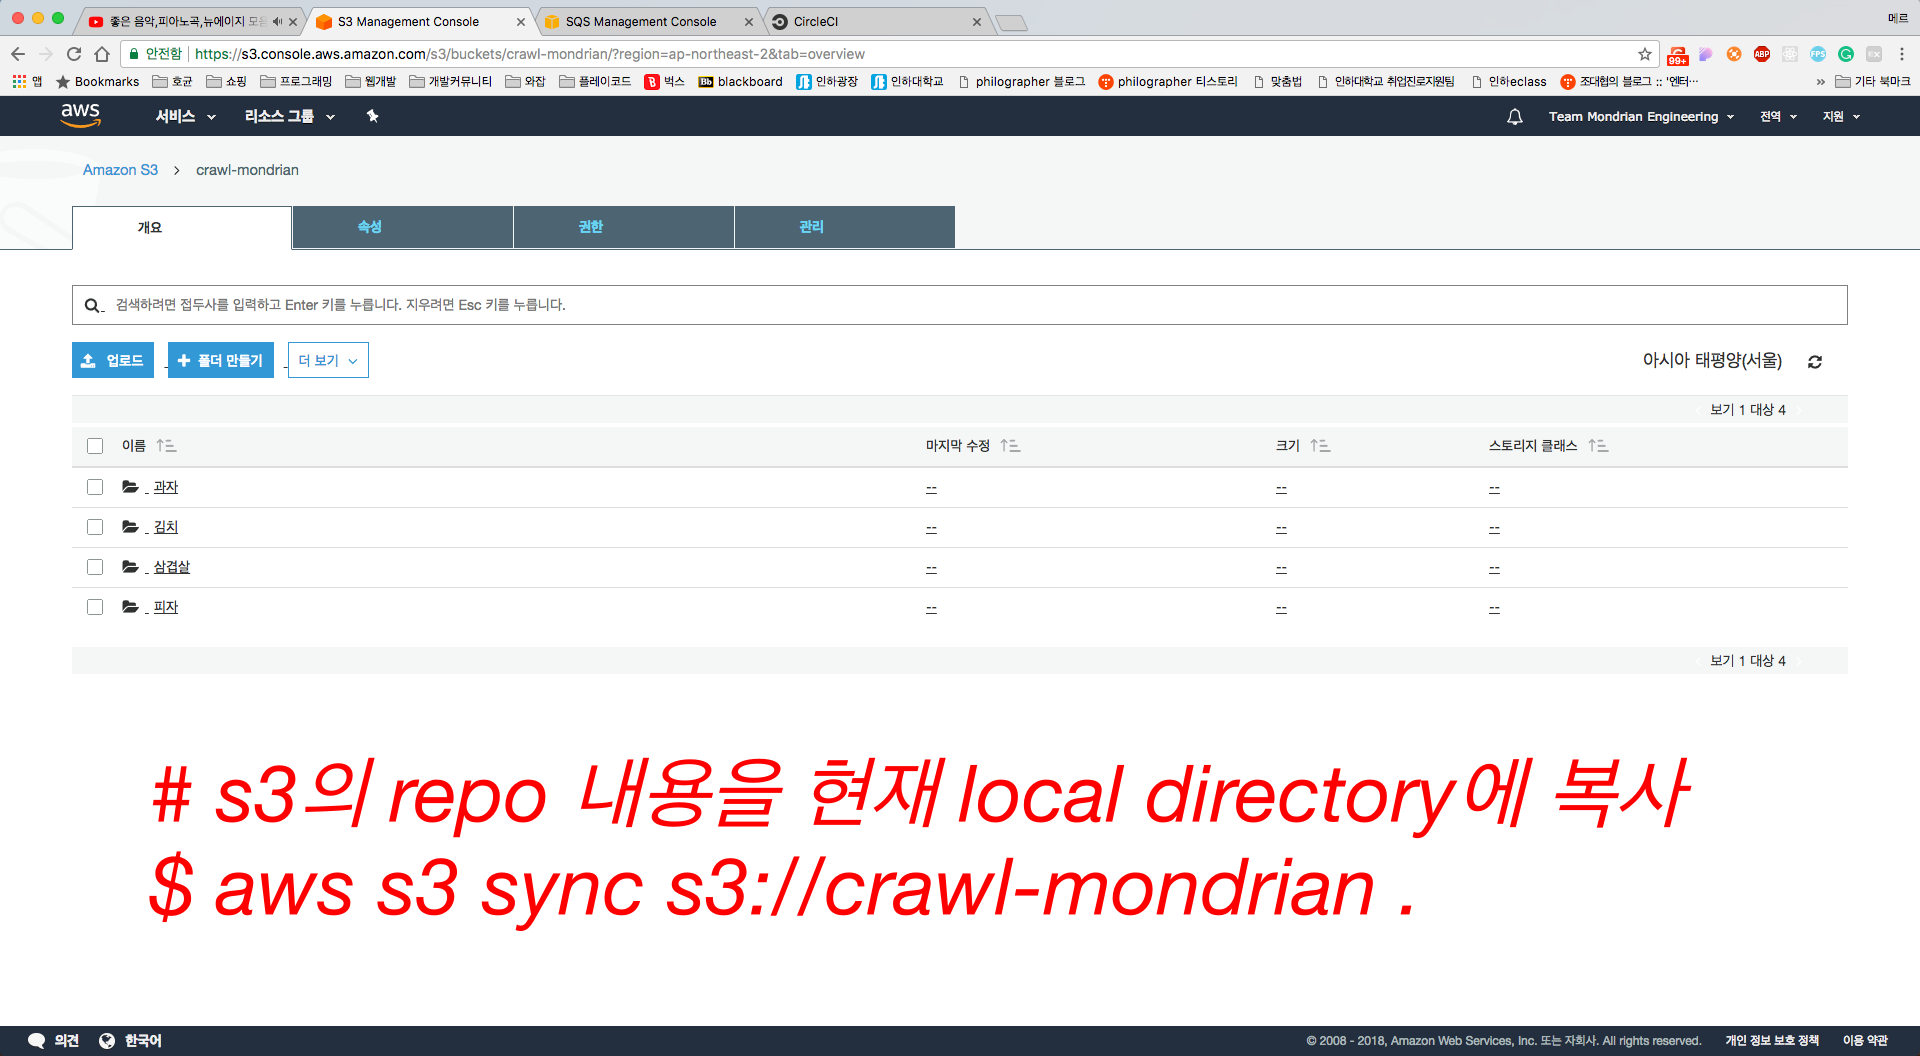 좋은 음악,피아노곡,뉴에이지 모음
S3 Management Console
SQS Management Console
CircleCI
메르
안전함 https://s3.console.aws.amazon.com/s3/buckets/crawl-mondrian/?region=ap-northeast-2&tab=overview
99+ ABP FPS
앱 Bookmarks 호균 쇼핑 프로그래밍 웹개발 개발커뮤니티 와잡 플레이코드 B 벅스 Bb blackboard 인하광장 인하대학교 philographer 블로그 philographer 티스토리 맞춤법 인하대학교 취업진로지원팀 인하eclass 조대협의 블로그 :: '엔터… » 기타 북마크
aws 서비스 리소스 그룹 Team Mondrian Engineering 전역 지원
Amazon S3 > crawl-mondrian
개요 속성 권한 관리
검색하려면 접두사를 입력하고 Enter 키를 누릅니다. 지우려면 Esc 키를 누릅니다.
업로드 + 폴더 만들기 더 보기 아시아 태평양(서울)
보기 1 대상 4
이름 마지막 수정 크기 스토리지 클래스
과자 -- -- --
김치 -- -- --
삼겹살 -- -- --
피자 -- -- --
보기 1 대상 4
# s3의 repo 내용을 현재 local directory에 복사
$ aws s3 sync s3://crawl-mondrian .
의견 한국어 © 2008 - 2018, Amazon Web Services, Inc. 또는 자회사. All rights reserved. 개인 정보 보호 정책 이용 약관